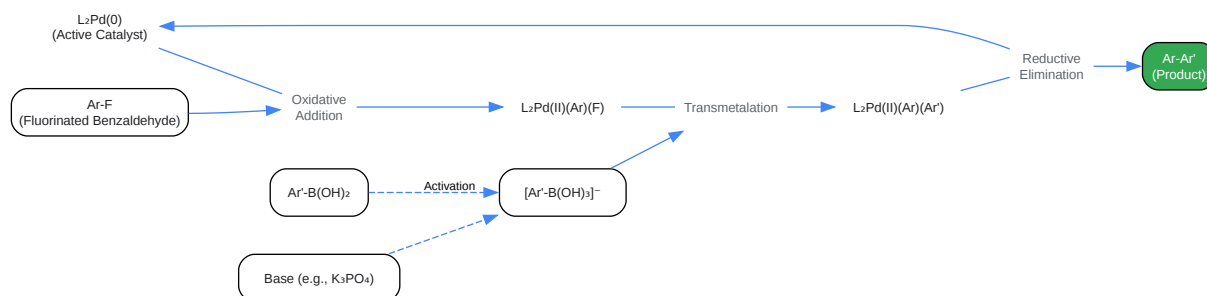 L₂Pd(0)
(Active Catalyst)
Ar-F
(Fluorinated Benzaldehyde)
Oxidative
Addition
L₂Pd(II)(Ar)(F)
Transmetalation
L₂Pd(II)(Ar)(Ar')
Reductive
Elimination
Ar-Ar'
(Product)
Ar'-B(OH)₂
Activation
[Ar'-B(OH)₃]⁻
Base (e.g., K₃PO₄)